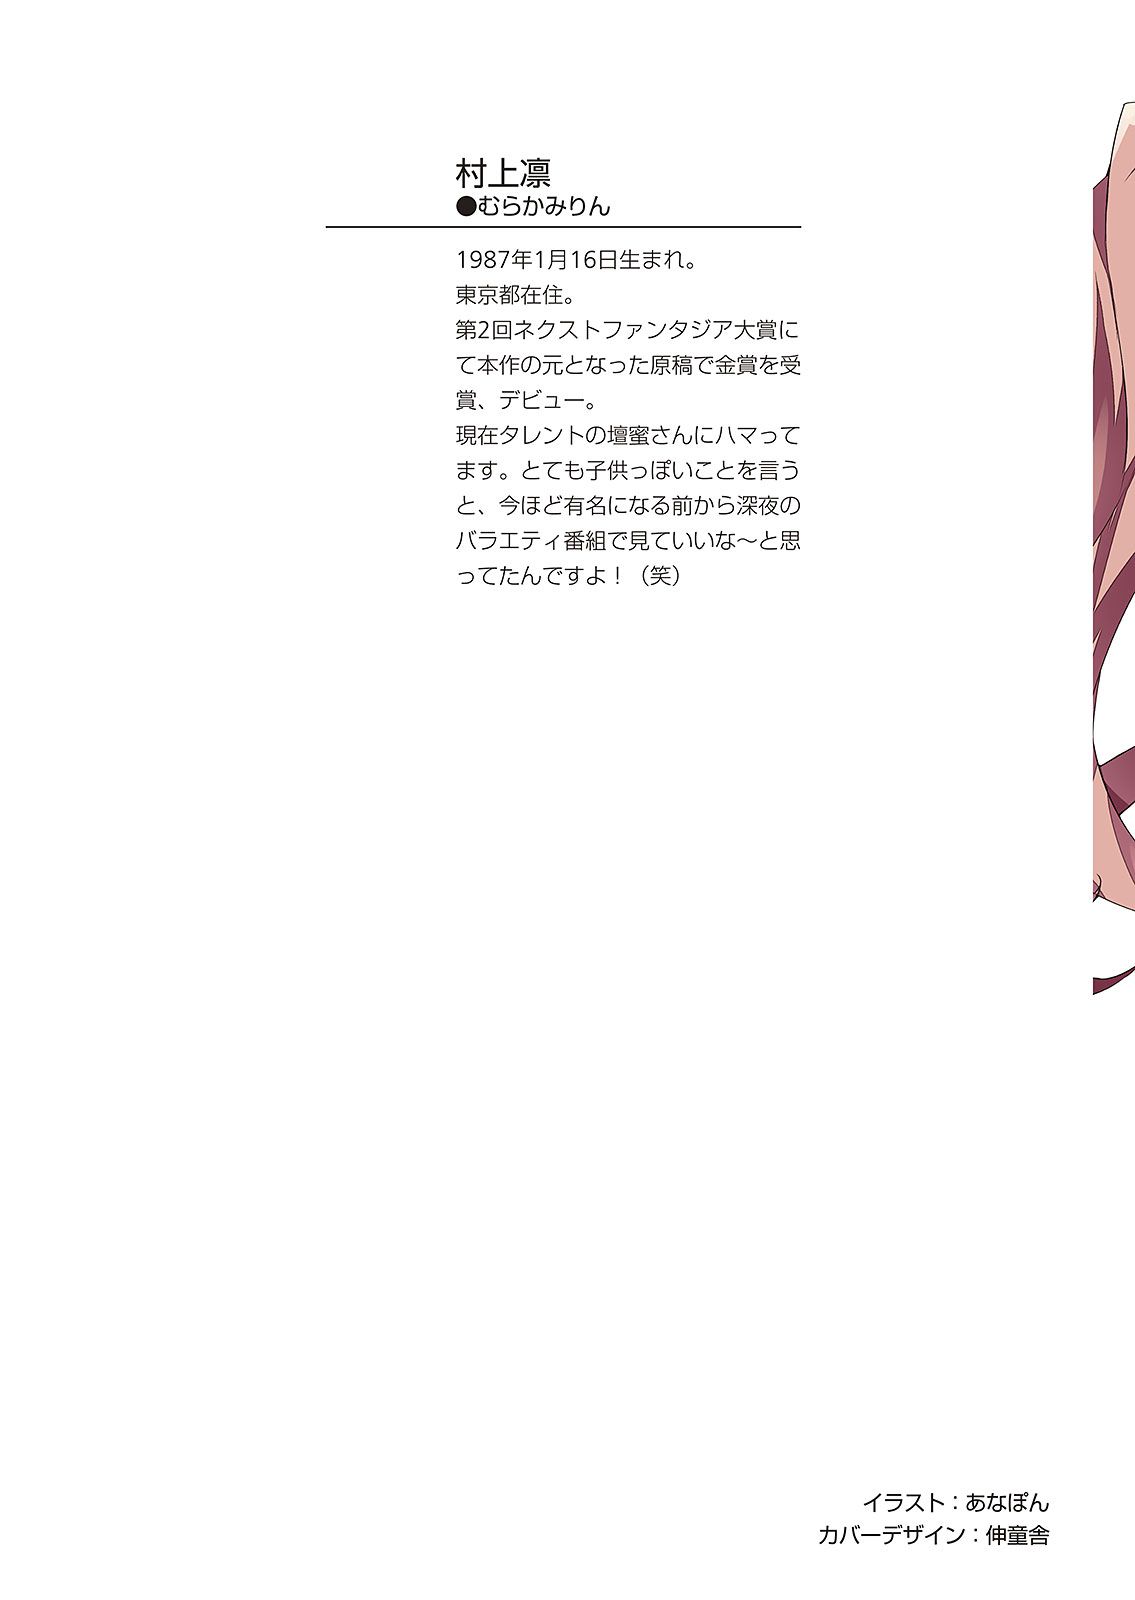 村上凛
●むらかみりん
1987年1月16日生まれ。
東京都在住。
第2回ネクストファンタジア大賞に
て本作の元となった原稿で金賞を受
賞、デビュー。
現在タレントの壇蜜さんにハマって
ます。とても子供っぽいことを言う
と、今ほど有名になる前から深夜の
バラエティ番組で見ていいな～と思
ってたんですよ！（笑）
イラスト：あなぽん
カバーデザイン：伸童舎